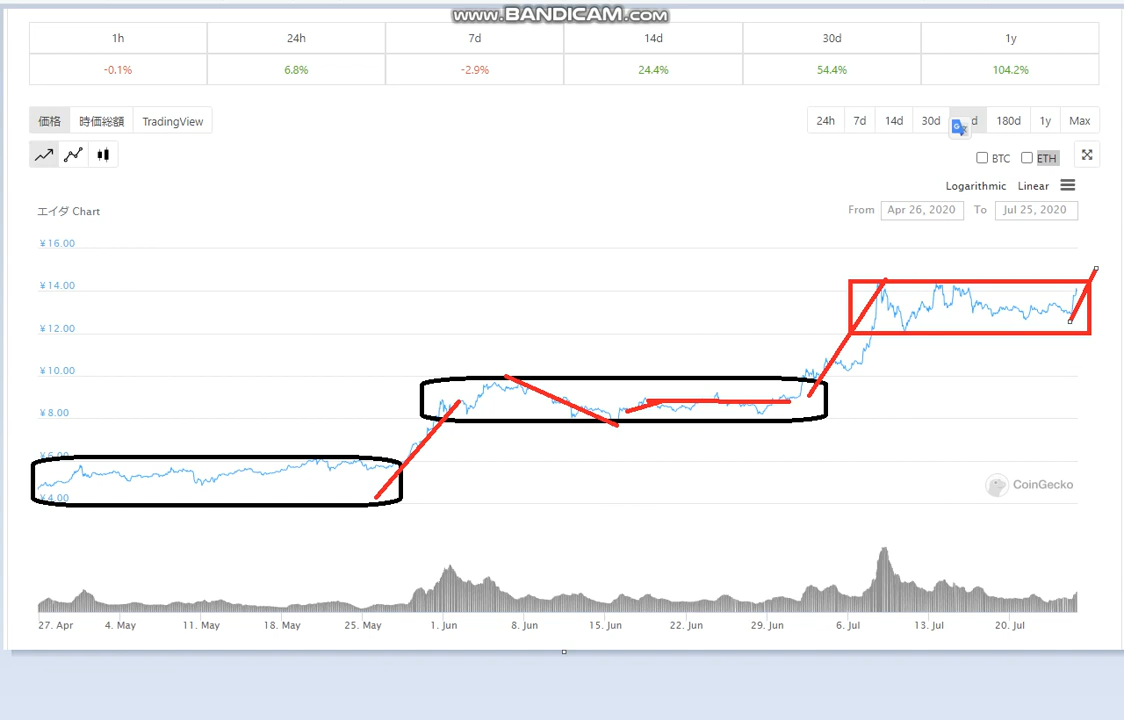 www.BANDICAM.com
1h 24h 7d 14d 30d 1y
-0.1% 6.8% -2.9% 24.4% 54.4% 104.2%
価格 時価総額 TradingView 24h 7d 14d 30d d 180d 1y Max
BTC ETH
Logarithmic Linear
エイダ Chart From Apr 26, 2020 To Jul 25, 2020
¥16.00
¥14.00
¥12.00
¥10.00
¥8.00
¥6.00
¥4.00
CoinGecko
27. Apr 4. May 11. May 18. May 25. May 1. Jun 8. Jun 15. Jun 22. Jun 29. Jun 6. Jul 13. Jul 20. Jul